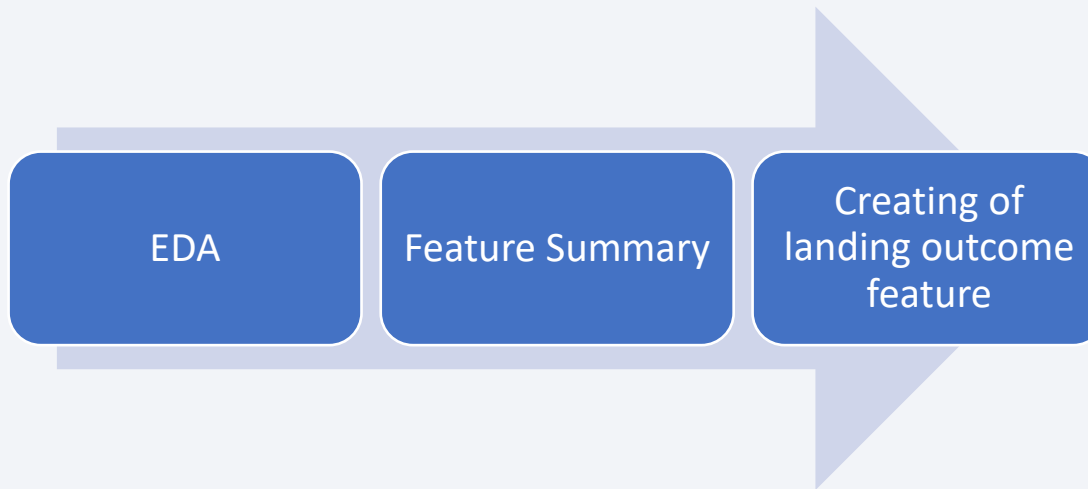 EDA
Feature Summary
Creating of
landing outcome
feature